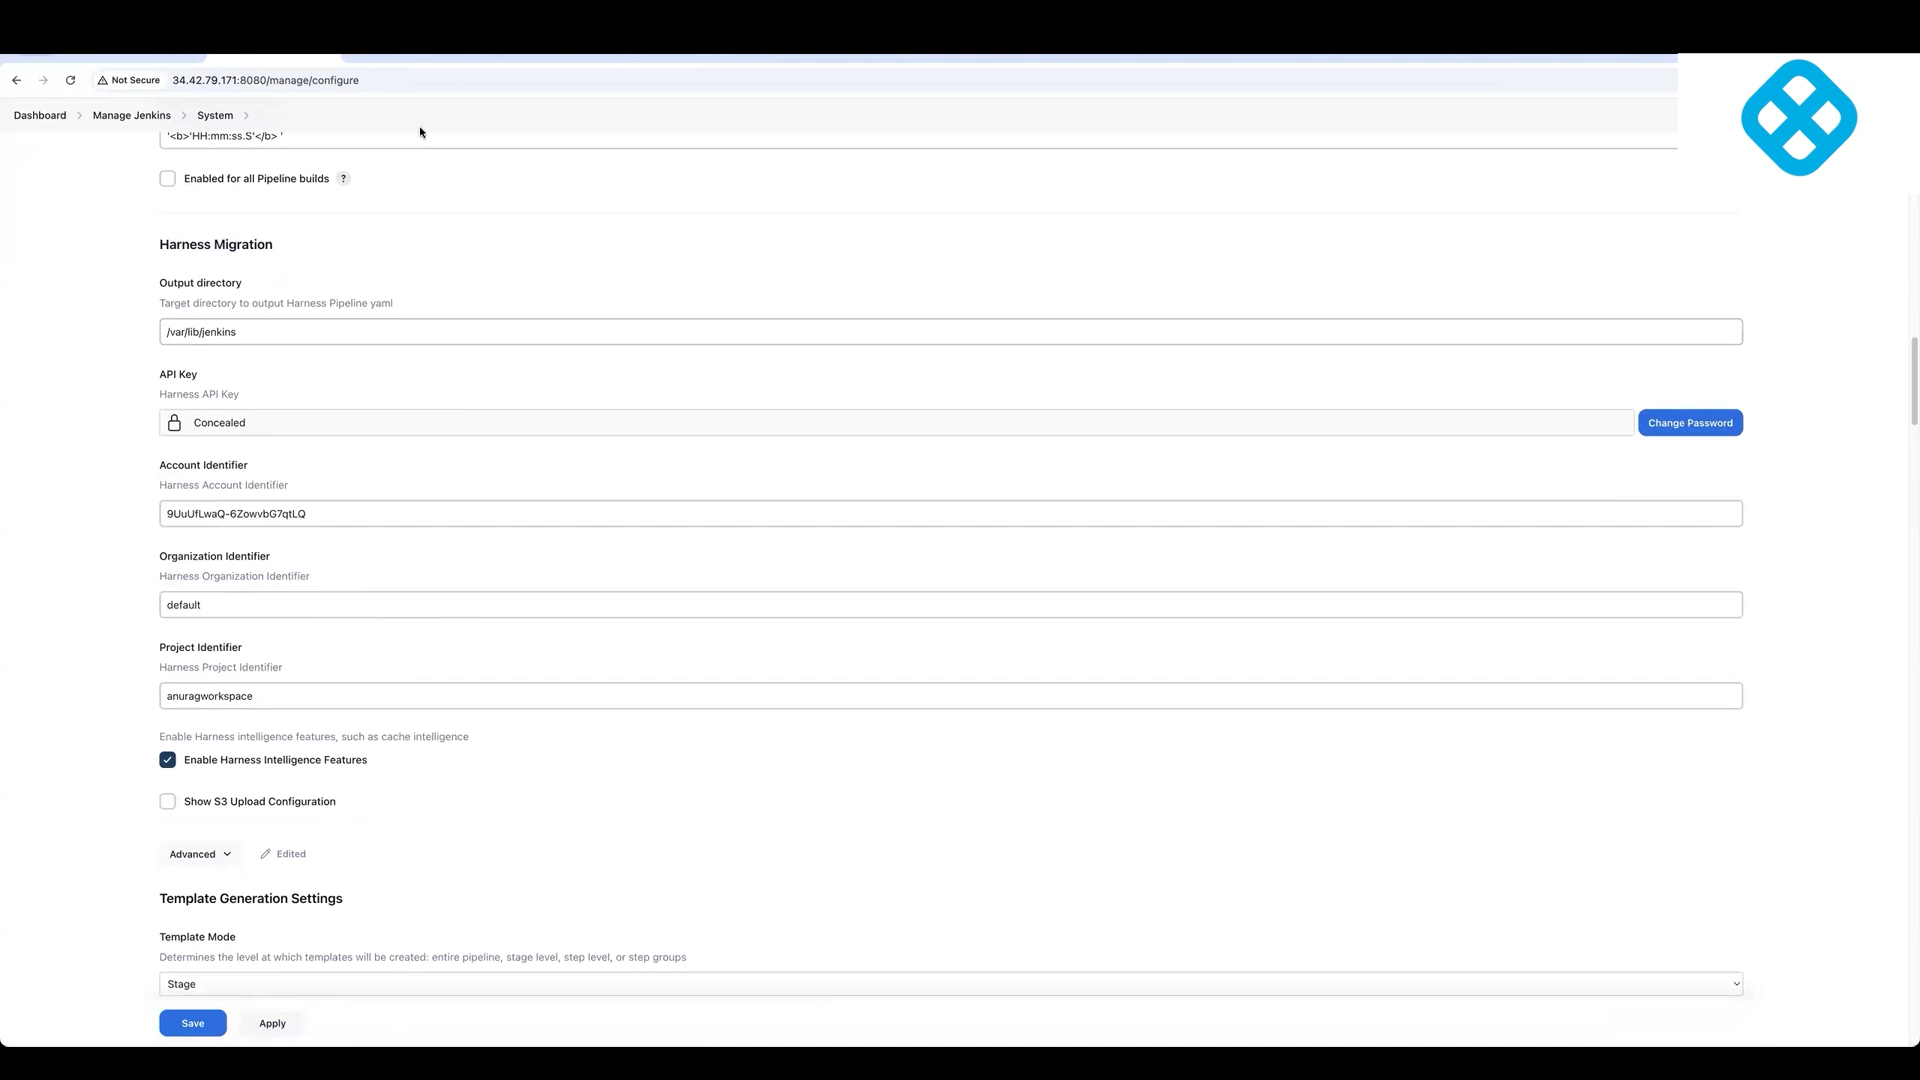 Not Secure 34.42.79.171:8080/manage/configure
Dashboard Manage Jenkins System
'<b>'HH:mm:ss.S'</b> '
Enabled for all Pipeline builds ?
Harness Migration
Output directory
Target directory to output Harness Pipeline yaml
/var/lib/jenkins
API Key
Harness API Key
Concealed
Change Password
Account Identifier
Harness Account Identifier
9UuUfLwaQ-6ZowvbG7qtLQ
Organization Identifier
Harness Organization Identifier
default
Project Identifier
Harness Project Identifier
anuragworkspace
Enable Harness intelligence features, such as cache intelligence
Enable Harness Intelligence Features
Show S3 Upload Configuration
Advanced Edited
Template Generation Settings
Template Mode
Determines the level at which templates will be created: entire pipeline, stage level, step level, or step groups
Stage
Save Apply